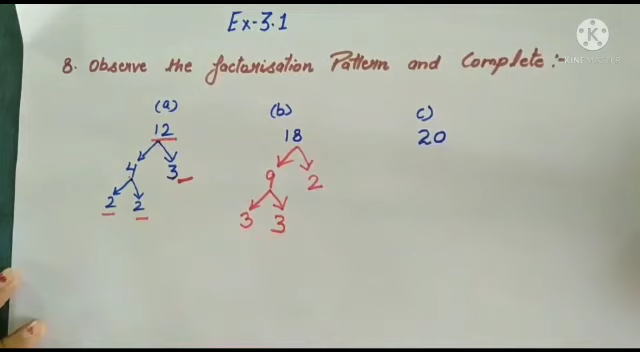 Ex-3.1
8. Observe the factorisation Pattern and Complete:-
(a) (b) c)
12 18 20
4 3 9 2
2 2 3 3
KINEMASTER